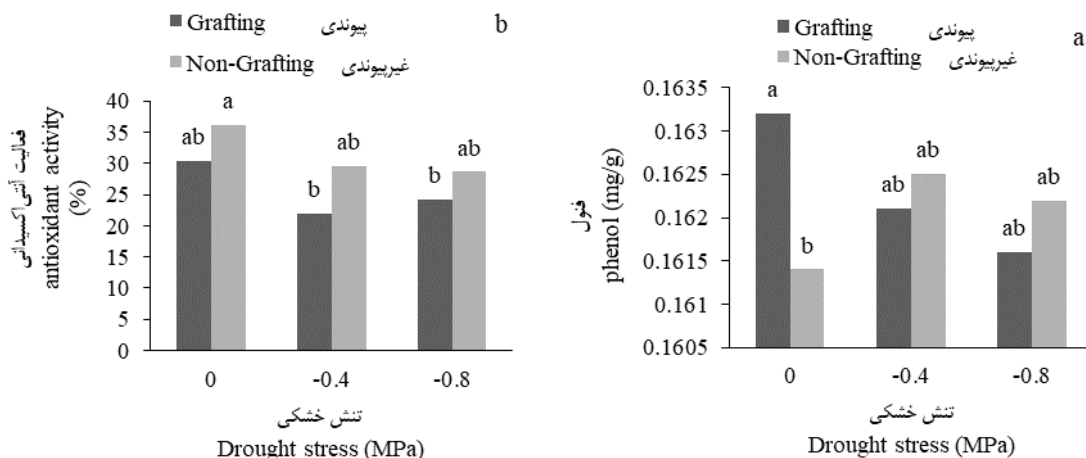 Grafting پیوندی
Non-Grafting غیرپیوندی
b
فعالیت آنتی اکسیدانی
antioxidant activity
(%)
40
35
30
25
20
15
10
5
0
ab
a
b
ab
b
ab
0
-0.4
-0.8
تنش خشکی
Drought stress (MPa)
Grafting پیوندی
Non-Grafting غیرپیوندی
a
فنول
phenol (mg/g)
0.1635
0.163
0.1625
0.162
0.1615
0.161
0.1605
a
b
ab
ab
ab
ab
0
-0.4
-0.8
تنش خشکی
Drought stress (MPa)